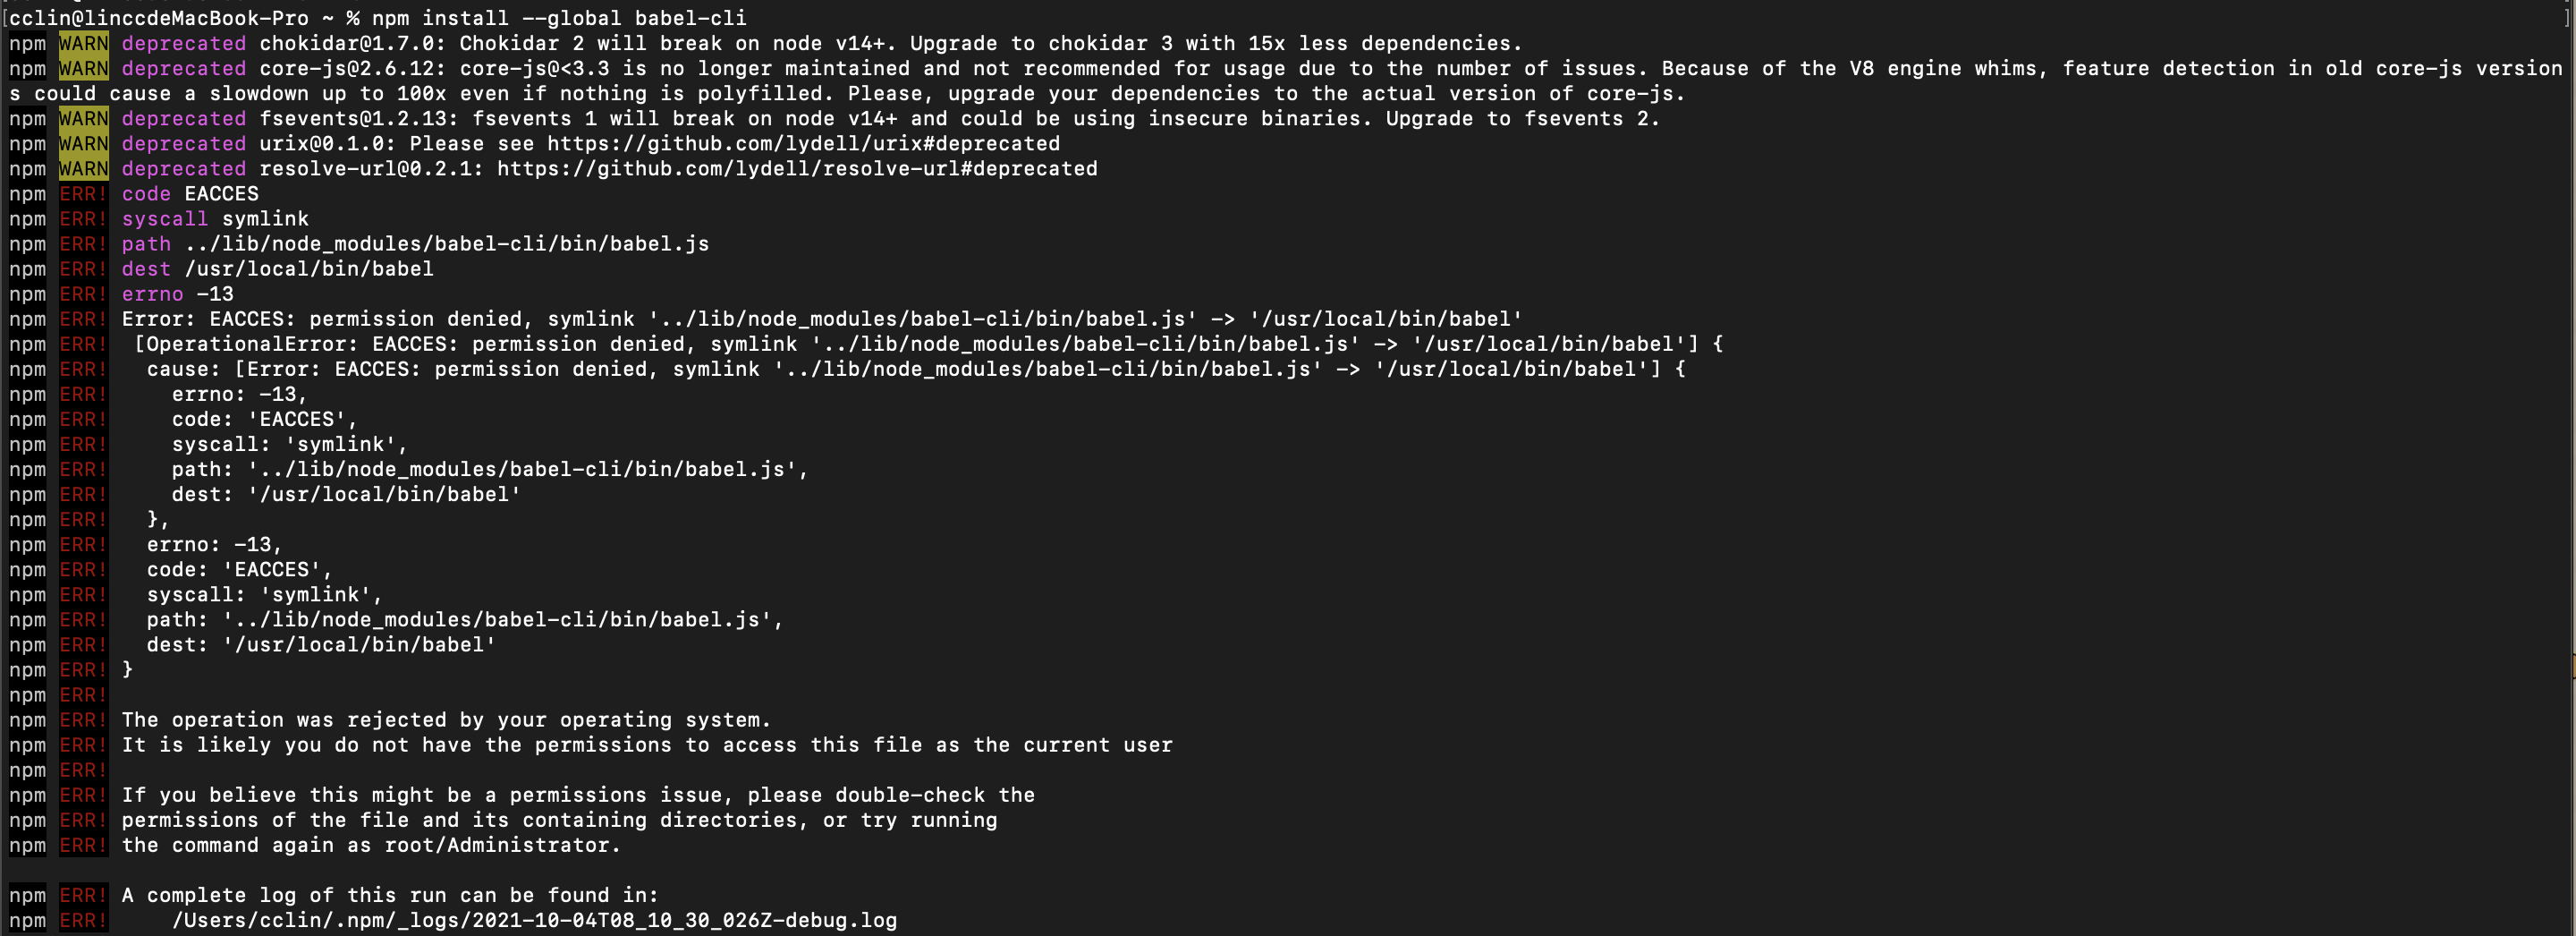 [cclin@linccdeMacBook-Pro ~ % npm install --global babel-cli ]
npm WARN deprecated chokidar@1.7.0: Chokidar 2 will break on node v14+. Upgrade to chokidar 3 with 15x less dependencies.
npm WARN deprecated core-js@2.6.12: core-js@<3.3 is no longer maintained and not recommended for usage due to the number of issues. Because of the V8 engine whims, feature detection in old core-js version
s could cause a slowdown up to 100x even if nothing is polyfilled. Please, upgrade your dependencies to the actual version of core-js.
npm WARN deprecated fsevents@1.2.13: fsevents 1 will break on node v14+ and could be using insecure binaries. Upgrade to fsevents 2.
npm WARN deprecated urix@0.1.0: Please see https://github.com/lydell/urix#deprecated
npm WARN deprecated resolve-url@0.2.1: https://github.com/lydell/resolve-url#deprecated
npm ERR! code EACCES
npm ERR! syscall symlink
npm ERR! path ../lib/node_modules/babel-cli/bin/babel.js
npm ERR! dest /usr/local/bin/babel
npm ERR! errno -13
npm ERR! Error: EACCES: permission denied, symlink '../lib/node_modules/babel-cli/bin/babel.js' -> '/usr/local/bin/babel'
npm ERR!  [OperationalError: EACCES: permission denied, symlink '../lib/node_modules/babel-cli/bin/babel.js' -> '/usr/local/bin/babel'] {
npm ERR!   cause: [Error: EACCES: permission denied, symlink '../lib/node_modules/babel-cli/bin/babel.js' -> '/usr/local/bin/babel'] {
npm ERR!     errno: -13,
npm ERR!     code: 'EACCES',
npm ERR!     syscall: 'symlink',
npm ERR!     path: '../lib/node_modules/babel-cli/bin/babel.js',
npm ERR!     dest: '/usr/local/bin/babel'
npm ERR!   },
npm ERR!   errno: -13,
npm ERR!   code: 'EACCES',
npm ERR!   syscall: 'symlink',
npm ERR!   path: '../lib/node_modules/babel-cli/bin/babel.js',
npm ERR!   dest: '/usr/local/bin/babel'
npm ERR! }
npm ERR!
npm ERR! The operation was rejected by your operating system.
npm ERR! It is likely you do not have the permissions to access this file as the current user
npm ERR!
npm ERR! If you believe this might be a permissions issue, please double-check the
npm ERR! permissions of the file and its containing directories, or try running
npm ERR! the command again as root/Administrator.
npm ERR! A complete log of this run can be found in:
npm ERR!     /Users/cclin/.npm/_logs/2021-10-04T08_10_30_026Z-debug.log